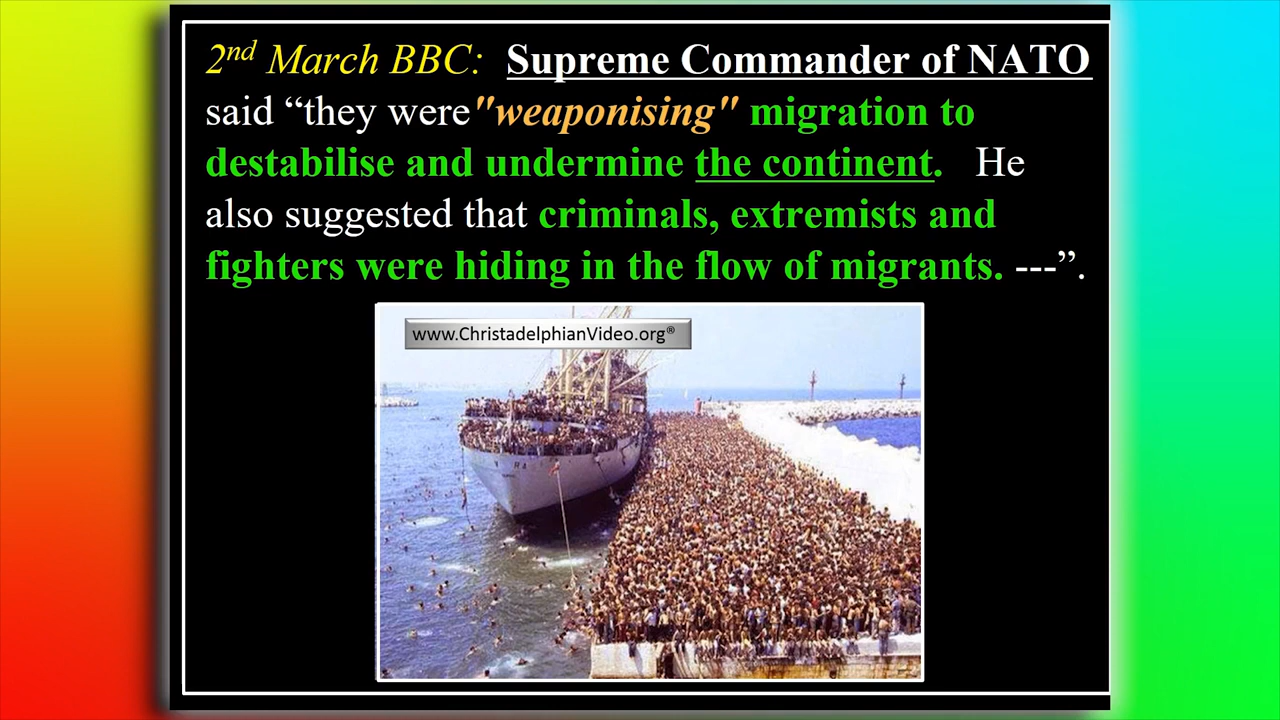 2nd March BBC: Supreme Commander of NATO
said “they were"weaponising" migration to
destabilise and undermine the continent. He
also suggested that criminals, extremists and
fighters were hiding in the flow of migrants. ---”.
www.ChristadelphianVideo.org®